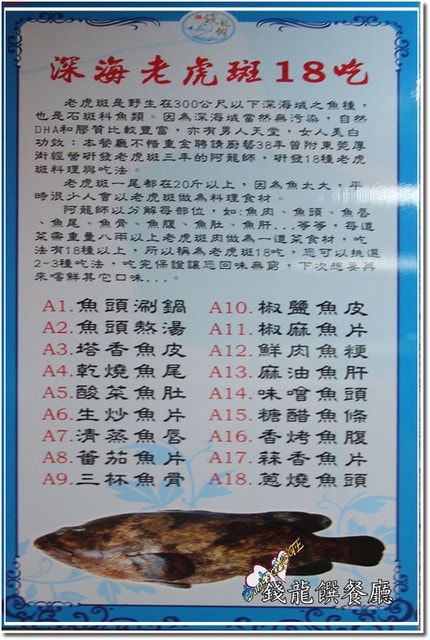 錢龍饌
深海老虎斑18吃
老虎斑是野生在300公尺以下深海域之魚種,
也是石斑科魚類。因為深海域當然無污染,自然
DHA和膠質比較豐富,亦有男人天堂,女人美白
功效;本餐廳不惜重金聘請廚藝38年曾附東莞厚
街經營研發老虎斑三年的阿龍師,研發18種老虎
斑料理與吃法。
老虎斑一尾都在20斤以上,因為魚太大,平
時很少人會以老虎斑做為料理食材。
阿龍師以分解每部位,如:魚肉、魚頭、魚唇
、魚尾、魚骨、魚腹、魚肚、魚肝...等等,每道
菜需重量八兩以上老虎斑肉做為一道菜食材,吃
法有18種以上,所以稱為老虎斑18吃,您可以挑選
2-3種吃法,吃完保證讓您回味無窮,下次想要再
來嚐鮮其它口味...。
A1.魚頭涮鍋 A10.椒鹽魚皮
A2.魚頭熬湯 A11.椒麻魚片
A3.塔香魚皮 A12.鮮肉魚粳
A4.乾燒魚尾 A13.麻油魚肝
A5.酸菜魚肚 A14.味噌魚頭
A6.生炒魚片 A15.糖醋魚條
A7.清蒸魚唇 A16.香烤魚腹
A8.蕃茄魚片 A17.蒜香魚片
A9.三杯魚骨 A18.蔥燒魚頭
錢龍饌餐廳